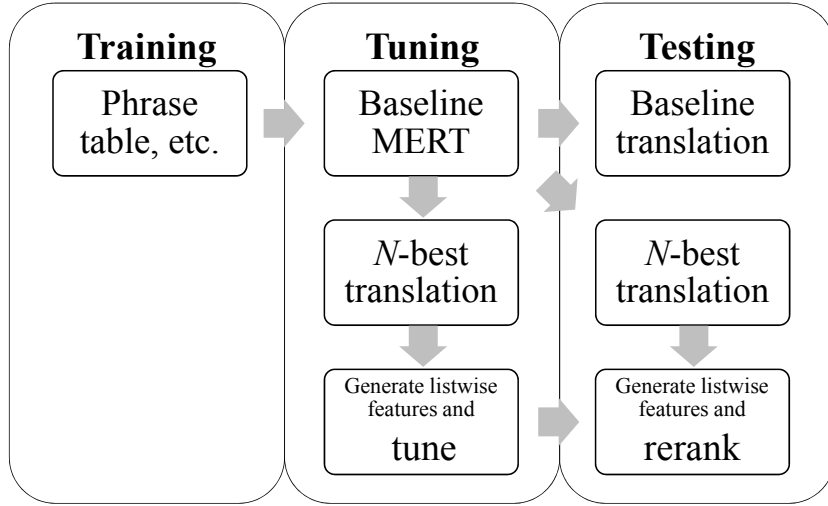 Training
Phrase
table, etc.
Tuning
Baseline
MERT
N-best
translation
Generate listwise
features and
tune
Testing
Baseline
translation
N-best
translation
Generate listwise
features and
rerank